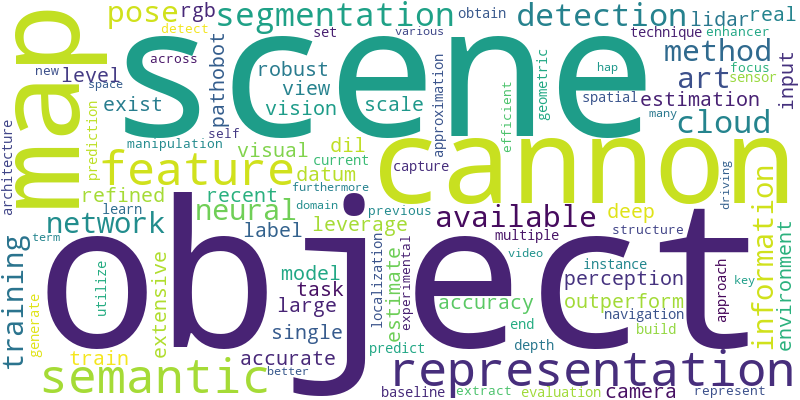 pose rgb segmentation detection lidar real
obtain set various technique enhancer
map scene detect new level across space
pathobot robust view vision scale exist
method art hap focus sensor input
approximation geometric efficient spatial estimation many cloud
architecture prediction manipulation self
feature visual dil current datum capture cannon driving
refined recent furthermore domain previous
learn network neural leverage available deep information environment
term label multiple structure
object video instance key
training utilize extensive model task large localization estimate experimental
perception approach outperform accuracy navigation build
generate train single predict end depth
accurate better semantic representation
baseline extract evaluation camera represent